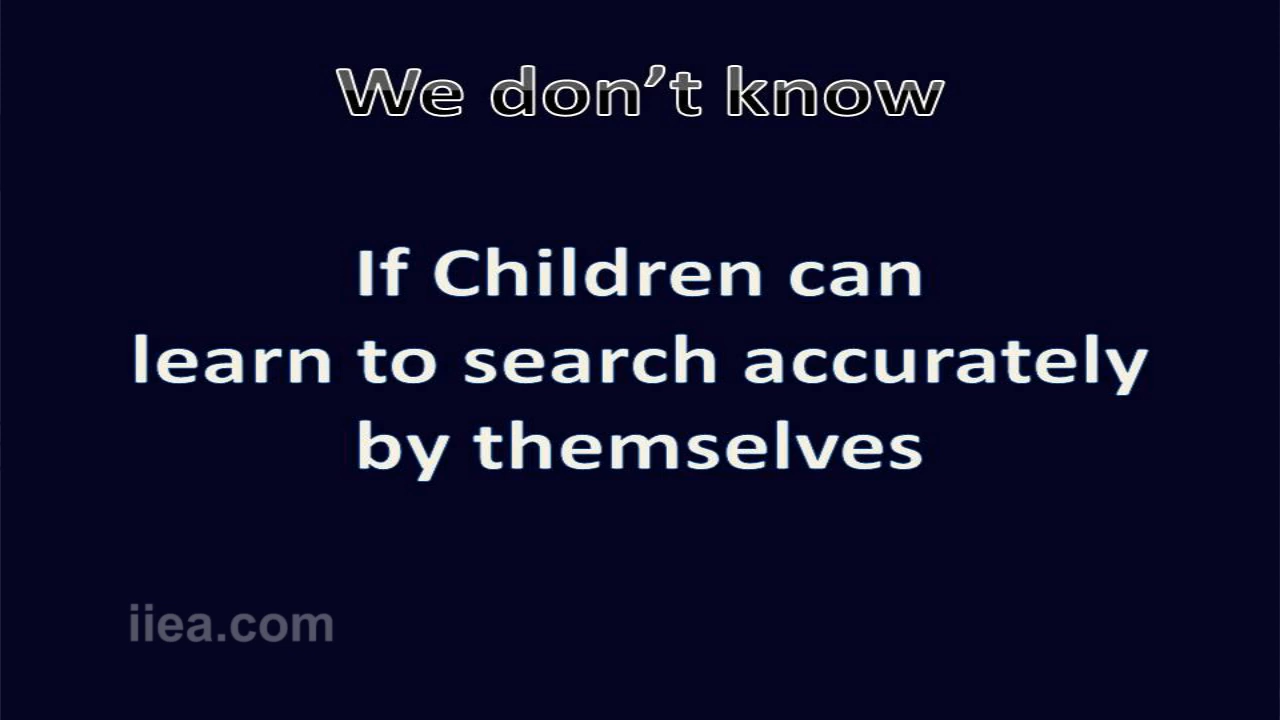 We don’t know
If Children can
learn to search accurately
by themselves
iiea.com